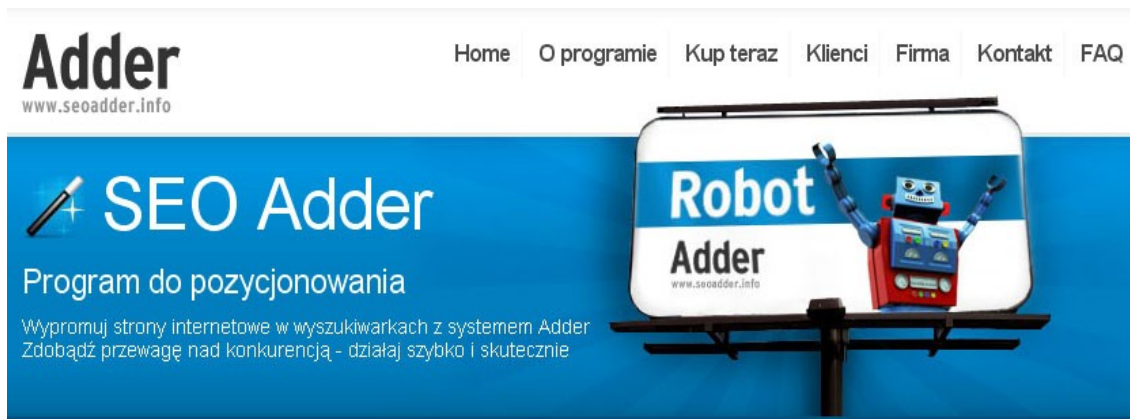 Adder
www.seoadder.info
Home O programie Kup teraz Klienci Firma Kontakt FAQ
SEO Adder
Program do pozycjonowania
Wypromuj strony internetowe w wyszukiwarkach z systemem Adder
Zdobądź przewagę nad konkurencją - działaj szybko i skutecznie
Robot
Adder
www.seoadder.info